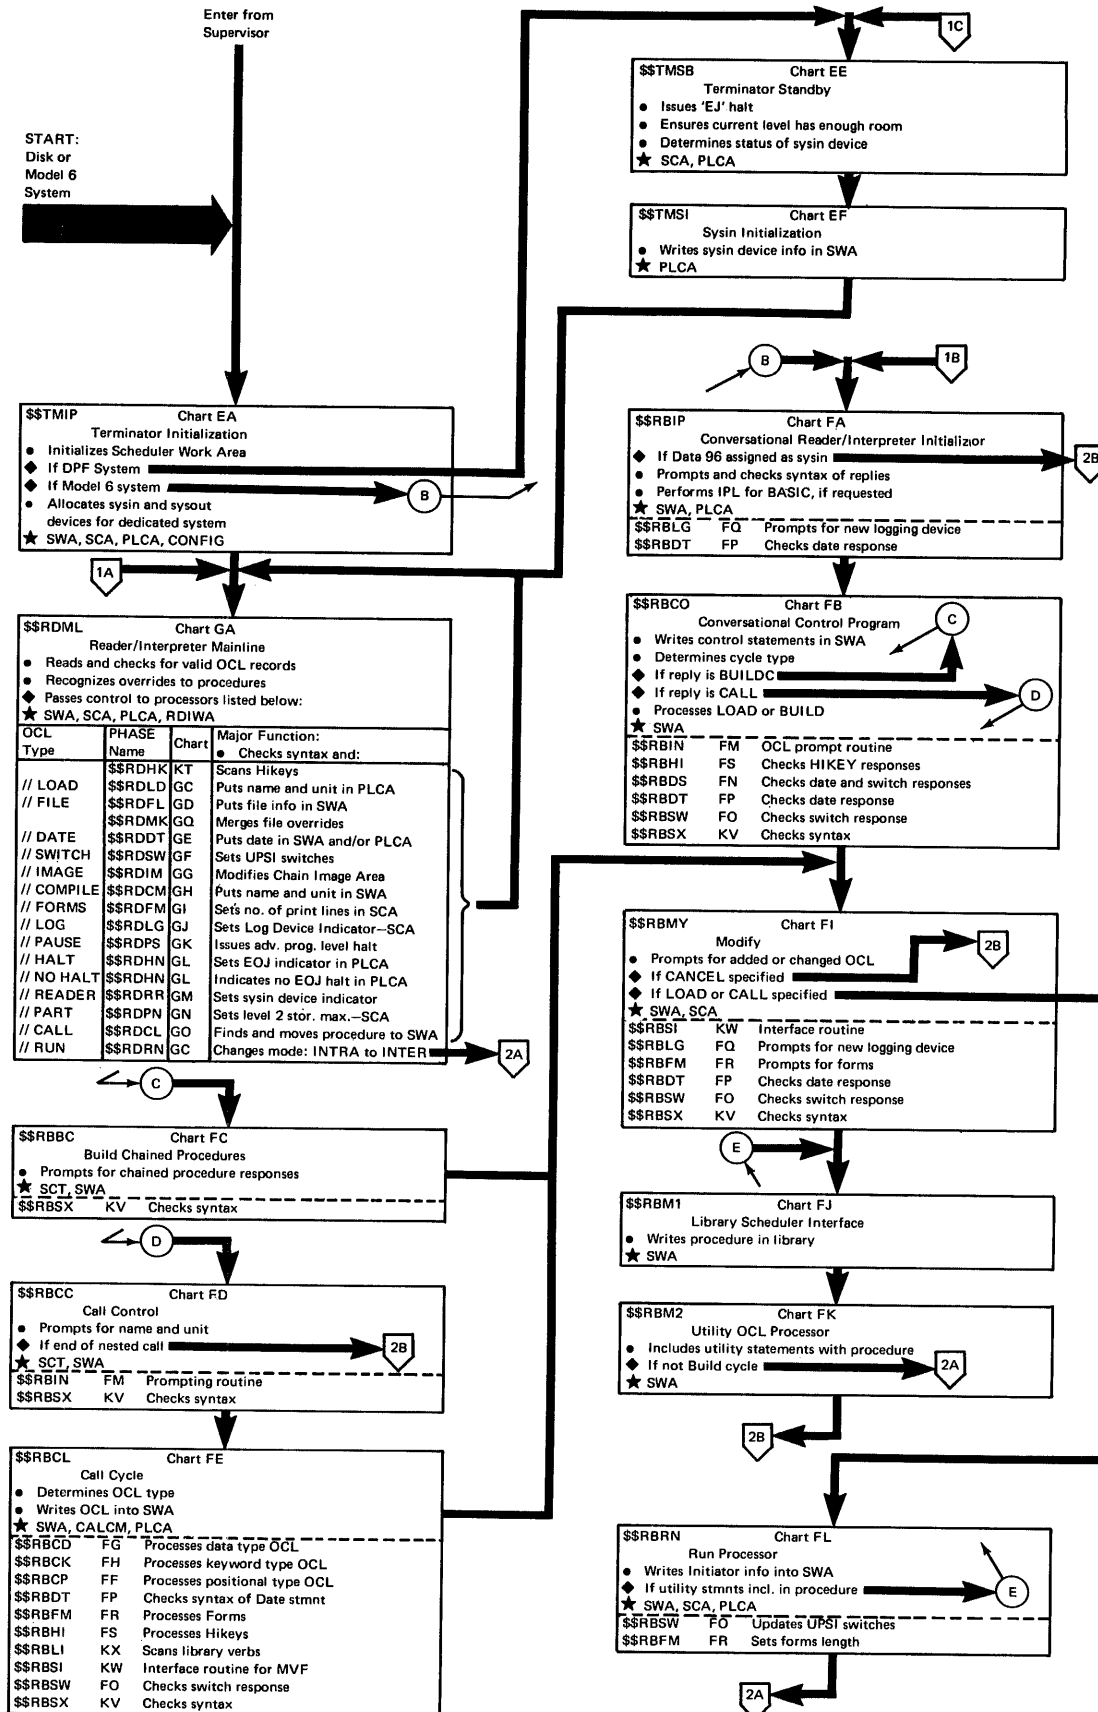 Enter from
Supervisor
START:
Disk or
Model 6
System
$$TMIP Chart EA
Terminator Initialization
• Initializes Scheduler Work Area
◆ If DPF System
◆ If Model 6 system
B
• Allocates sysin and sysout
devices for dedicated system
★ SWA, SCA, PLCA, CONFIG
1A
$$RDML Chart GA
Reader/Interpreter Mainline
• Reads and checks for valid OCL records
• Recognizes overrides to procedures
◆ Passes control to processors listed below:
★ SWA, SCA, PLCA, RDIWA
OCL Type PHASE Name Chart Major Function:
• Checks syntax and:
$$RDHK KT Scans Hikeys
// LOAD $$RDLD GC Puts name and unit in PLCA
// FILE $$RDFL GD Puts file info in SWA
$$RDMK GQ Merges file overrides
// DATE $$RDDT GE Puts date in SWA and/or PLCA
// SWITCH $$RDSW GF Sets UPSI switches
// IMAGE $$RDIM GG Modifies Chain Image Area
// COMPILE $$RDCM GH Puts name and unit in SWA
// FORMS $$RDFM GI Sets no. of print lines in SCA
// LOG $$RDLG GJ Sets Log Device Indicator—SCA
// PAUSE $$RDPS GK Issues adv. prog. level halt
// HALT $$RDHN GL Sets EOJ indicator in PLCA
// NO HALT $$RDHN GL Indicates no EOJ halt in PLCA
// READER $$RDRR GM Sets sysin device indicator
// PART $$RDPN GN Sets level 2 stor. max.—SCA
// CALL $$RDCL GO Finds and moves procedure to SWA
// RUN $$RDRN GC Changes mode: INTRA to INTER
2A
C
$$RBBC Chart FC
Build Chained Procedures
• Prompts for chained procedure responses
★ SCT, SWA
$$RBSX KV Checks syntax
D
$$RBCC Chart FD
Call Control
• Prompts for name and unit
◆ If end of nested call
2B
★ SCT, SWA
$$RBIN FM Prompting routine
$$RBSX KV Checks syntax
$$RBCL Chart FE
Call Cycle
• Determines OCL type
• Writes OCL into SWA
★ SWA, CALCM, PLCA
$$RBCD FG Processes data type OCL
$$RBCK FH Processes keyword type OCL
$$RBCP FF Processes positional type OCL
$$RBDT FP Checks syntax of Date stmnt
$$RBFM FR Processes Forms
$$RBHI FS Processes Hikeys
$$RBLI KX Scans library verbs
$$RBSI KW Interface routine for MVF
$$RBSW FO Checks switch response
$$RBSX KV Checks syntax
1C
$$TMSB Chart EE
Terminator Standby
• Issues 'EJ' halt
• Ensures current level has enough room
• Determines status of sysin device
★ SCA, PLCA
$$TMSI Chart EF
Sysin Initialization
• Writes sysin device info in SWA
★ PLCA
B
1B
$$RBIP Chart FA
Conversational Reader/Interpreter Initializior
◆ If Data 96 assigned as sysin
2B
• Prompts and checks syntax of replies
• Performs IPL for BASIC, if requested
★ SWA, PLCA
$$RBLG FQ Prompts for new logging device
$$RBDT FP Checks date response
$$RBCO Chart FB
Conversational Control Program
C
• Writes control statements in SWA
• Determines cycle type
◆ If reply is BUILDC
◆ If reply is CALL
D
• Processes LOAD or BUILD
★ SWA
$$RBIN FM OCL prompt routine
$$RBHI FS Checks HIKEY responses
$$RBDS FN Checks date and switch responses
$$RBDT FP Checks date response
$$RBSW FO Checks switch response
$$RBSX KV Checks syntax
$$RBMY Chart FI
Modify
2B
• Prompts for added or changed OCL
◆ If CANCEL specified
◆ If LOAD or CALL specified
★ SWA, SCA
$$RBSI KW Interface routine
$$RBLG FQ Prompts for new logging device
$$RBFM FR Prompts for forms
$$RBDT FP Checks date response
$$RBSW FO Checks switch response
$$RBSX KV Checks syntax
E
$$RBM1 Chart FJ
Library Scheduler Interface
• Writes procedure in library
★ SWA
$$RBM2 Chart FK
Utility OCL Processor
• Includes utility statements with procedure
◆ If not Build cycle
2A
★ SWA
2B
$$RBRN Chart FL
Run Processor
• Writes Initiator info into SWA
◆ If utility stmnts incl. in procedure
E
★ SWA, SCA, PLCA
$$RBSW FO Updates UPSI switches
$$RBFM FR Sets forms length
2A